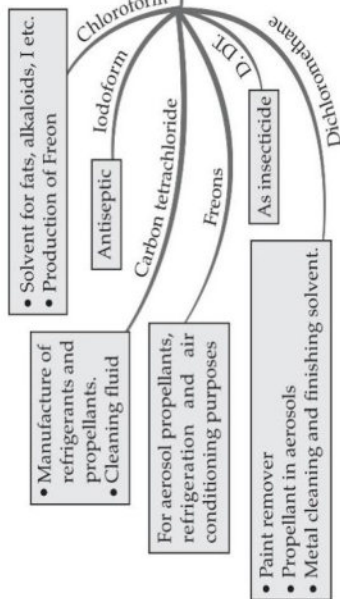 Chloroform
• Solvent for fats, alkaloids, I etc.
• Production of Freon
Iodoform
Antiseptic
Carbon tetrachloride
• Manufacture of
refrigerants and
propellants.
• Cleaning fluid
Freons
For aerosol propellants,
refrigeration and air
conditioning purposes
D.DT.
As insecticide
Dichloromethane
• Paint remover
• Propellant in aerosols
• Metal cleaning and finishing solvent.